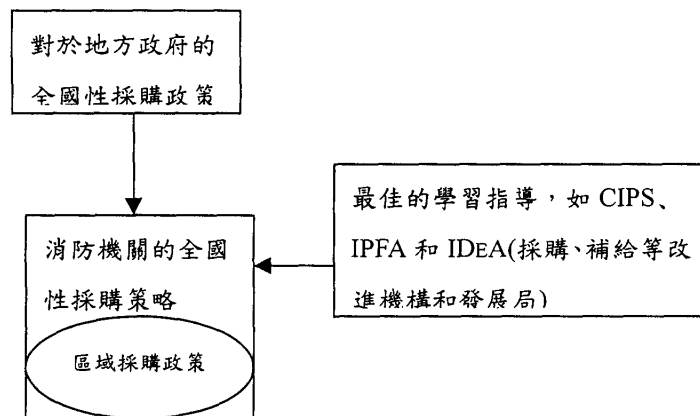 對於地方政府的
全國性採購政策
最佳的學習指導，如 CIPS、
IPFA 和 IDEA(採購、補給等改
進機構和發展局)
消防機關的全國
性採購策略
區域採購政策